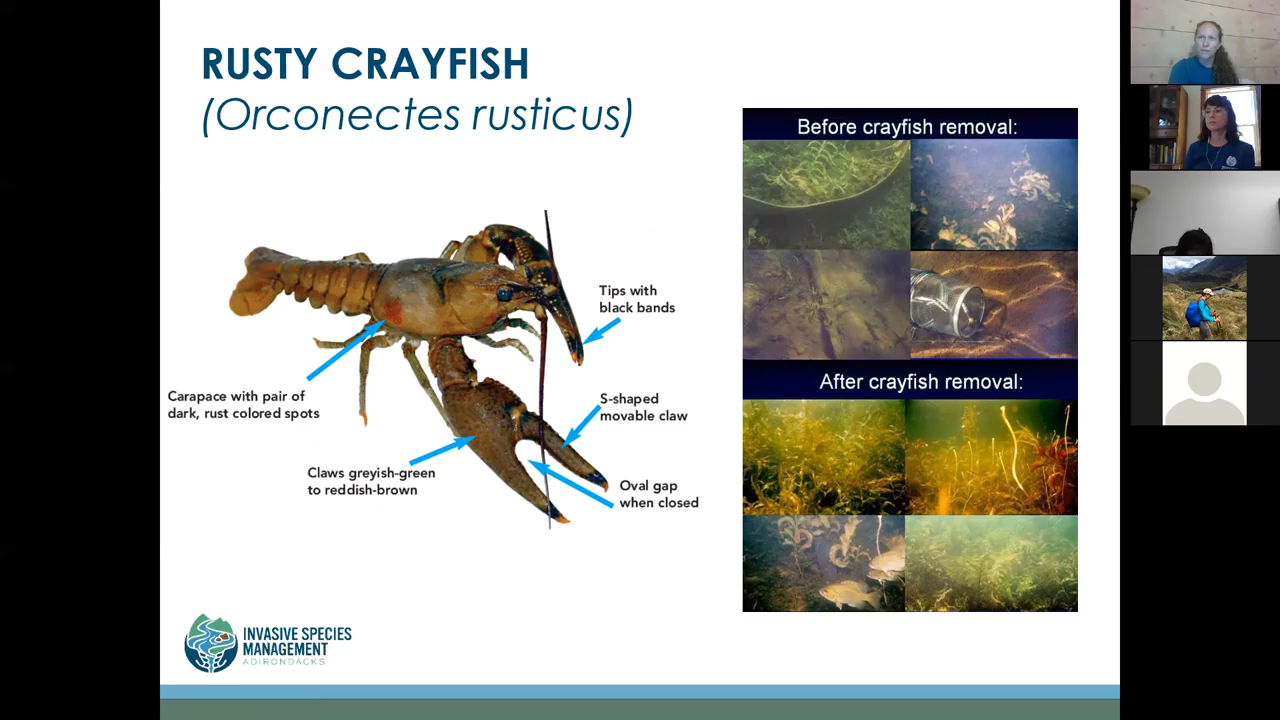 RUSTY CRAYFISH
(Orconectes rusticus)
Tips with
black bands
Carapace with pair of
dark, rust colored spots
S-shaped
movable claw
Claws greyish-green
to reddish-brown
Oval gap
when closed
Before crayfish removal:
After crayfish removal:
INVASIVE SPECIES
MANAGEMENT
ADIRONDACKS